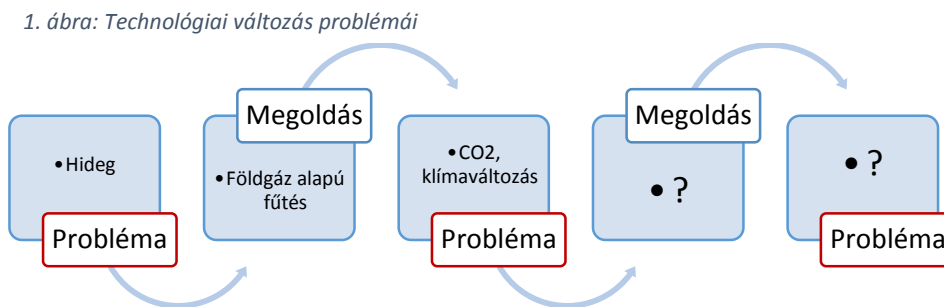 1. ábra: Technológiai változás problémái
• Hideg
Probléma
Megoldás
• Földgáz alapú
fűtés
• CO2,
klímaváltozás
Probléma
Megoldás
• ?
• ?
Probléma